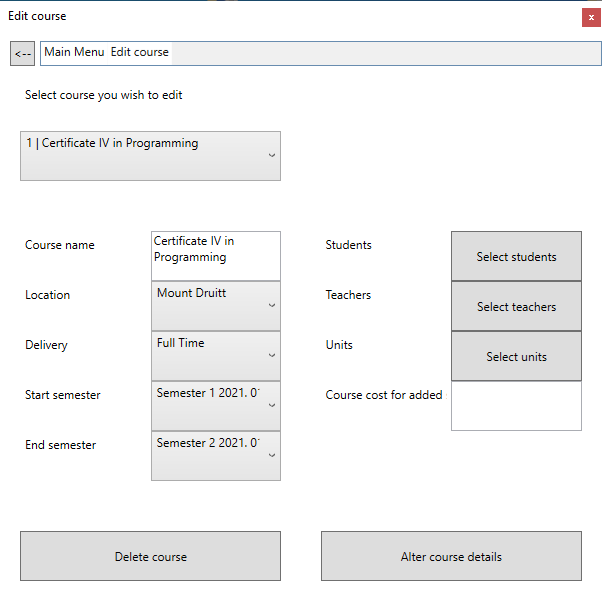 Edit course
x
<-- Main Menu Edit course
Select course you wish to edit
1 | Certificate IV in Programming
Course name
Certificate IV in
Programming
Location
Mount Druitt
Delivery
Full Time
Start semester
Semester 1 2021. 0
End semester
Semester 2 2021. 0
Students
Select students
Teachers
Select teachers
Units
Select units
Course cost for added
Delete course
Alter course details